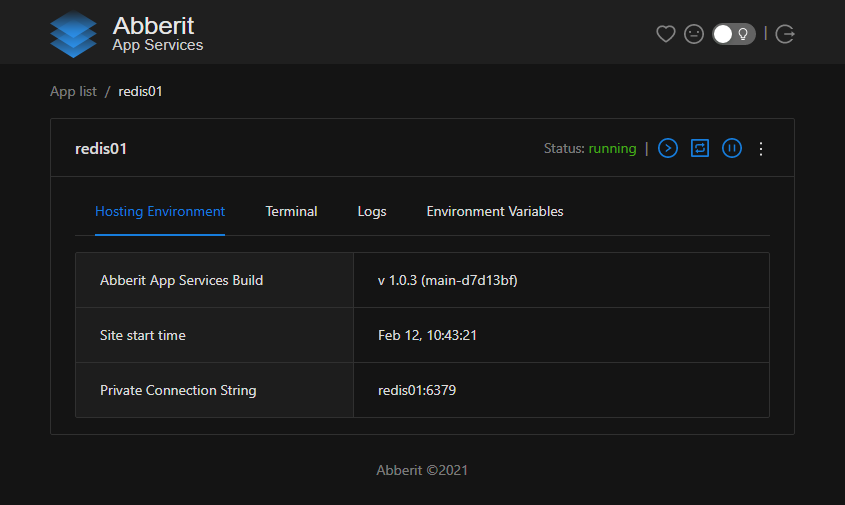 Abberit
App Services
|
App list / redis01
redis01
Status: running |
Hosting Environment Terminal Logs Environment Variables
Abberit App Services Build v 1.0.3 (main-d7d13bf)
Site start time Feb 12, 10:43:21
Private Connection String redis01:6379
Abberit ©2021